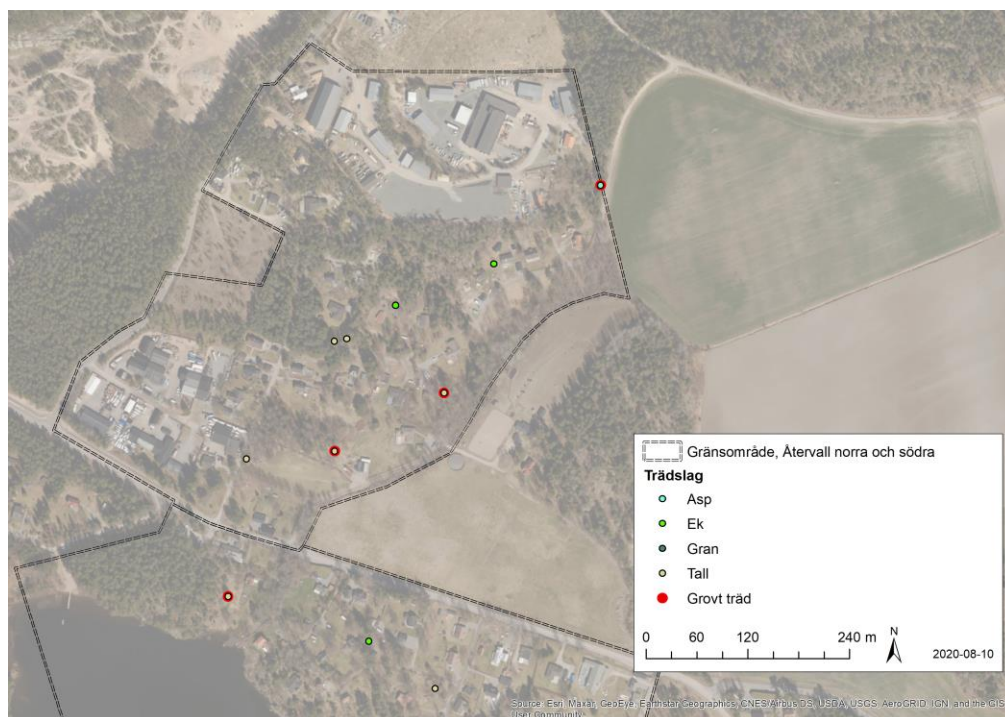 Gränsområde, Återvall norra och södra
Trädslag
Asp
Ek
Gran
Tall
Grovt träd
0 60 120 240 m
N
2020-08-10
Source: Esri, Maxar, GeoEye, Earthstar Geographics, CNES/Airbus DS, USDA, USGS, AeroGRID, IGN, and the GIS
User Community